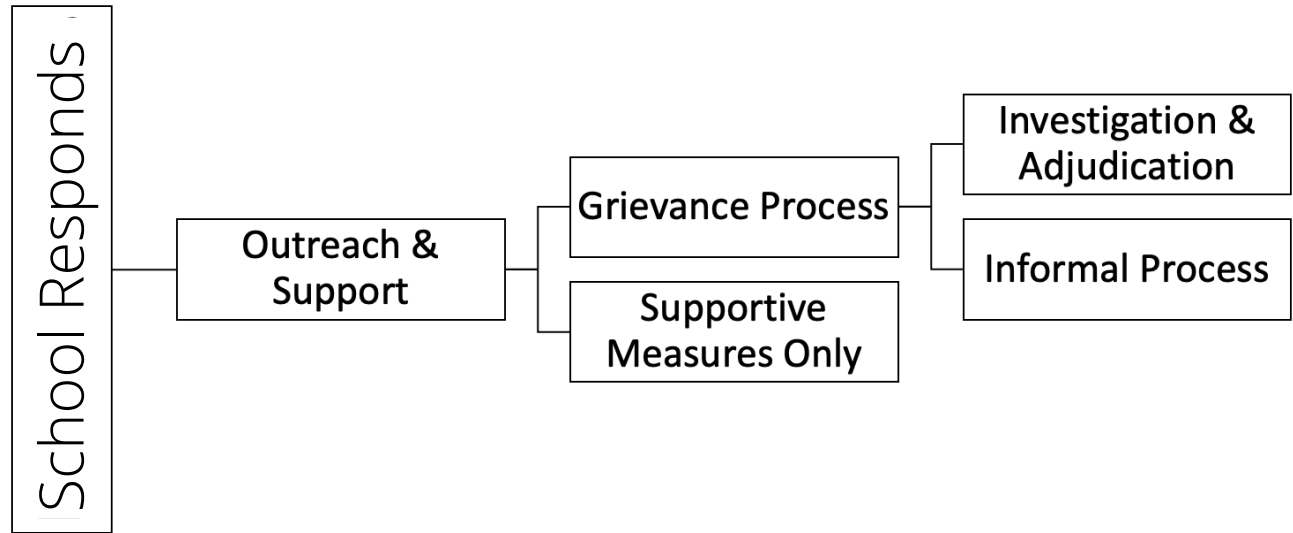 School Responds
Outreach &
Support
Grievance Process
Supportive
Measures Only
Investigation &
Adjudication
Informal Process